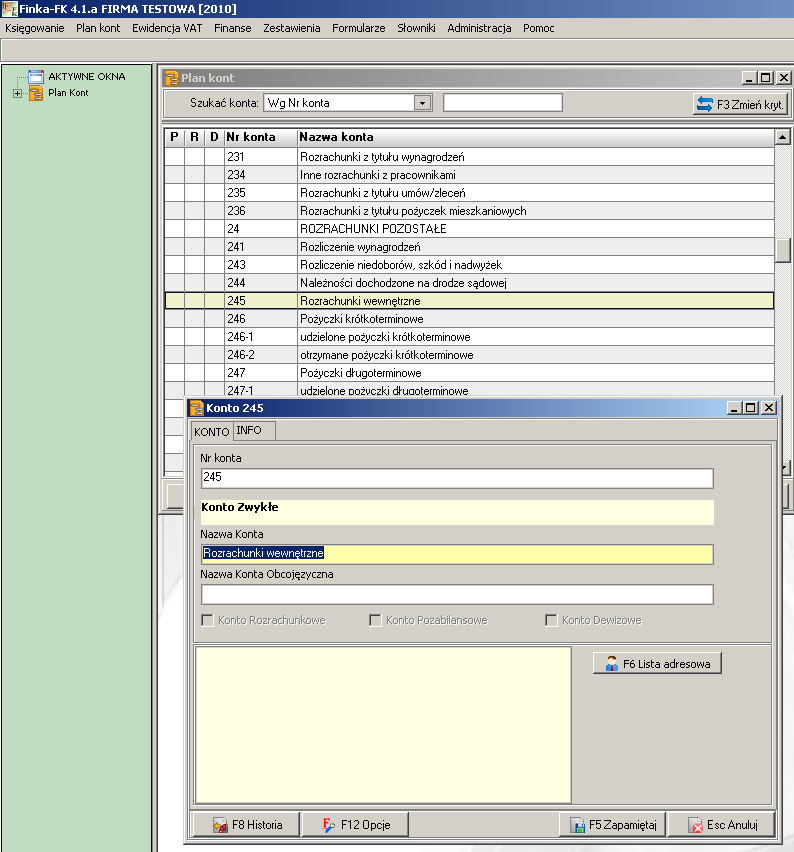 Finka-FK 4.1.a FIRMA TESTOWA [2010]
Księgowanie Plan kont Ewidencja VAT Finanse Zestawienia Formularze Słowniki Administracja Pomoc
AKTYWNE OKNA
Plan Kont
Plan kont
Szukać konta: Wg Nr konta F3 Zmień kryt.
P R D Nr konta Nazwa konta
231 Rozrachunki z tytułu wynagrodzeń
234 Inne rozrachunki z pracownikami
235 Rozrachunki z tytułu umów/zleceń
236 Rozrachunki z tytułu pożyczek mieszkaniowych
24 ROZRACHUNKI POZOSTAŁE
241 Rozliczenie wynagrodzeń
243 Rozliczenie niedoborów, szkód i nadwyżek
244 Należności dochodzone na drodze sądowej
245 Rozrachunki wewnętrzne
246 Pożyczki krótkoterminowe
246-1 udzielone pożyczki krótkoterminowe
246-2 otrzymane pożyczki krótkoterminowe
247 Pożyczki długoterminowe
247-1 udzielone pożyczki długoterminowe
Konto 245
KONTO INFO
Nr konta
245
Konto Zwykłe
Nazwa Konta
Rozrachunki wewnętrzne
Nazwa Konta Obcojęzyczna
Konto Rozrachunkowe Konto Pozabilansowe Konto Dewizowe
F6 Lista adresowa
F8 Historia F12 Opcje F5 Zapamiętaj Esc Anuluj